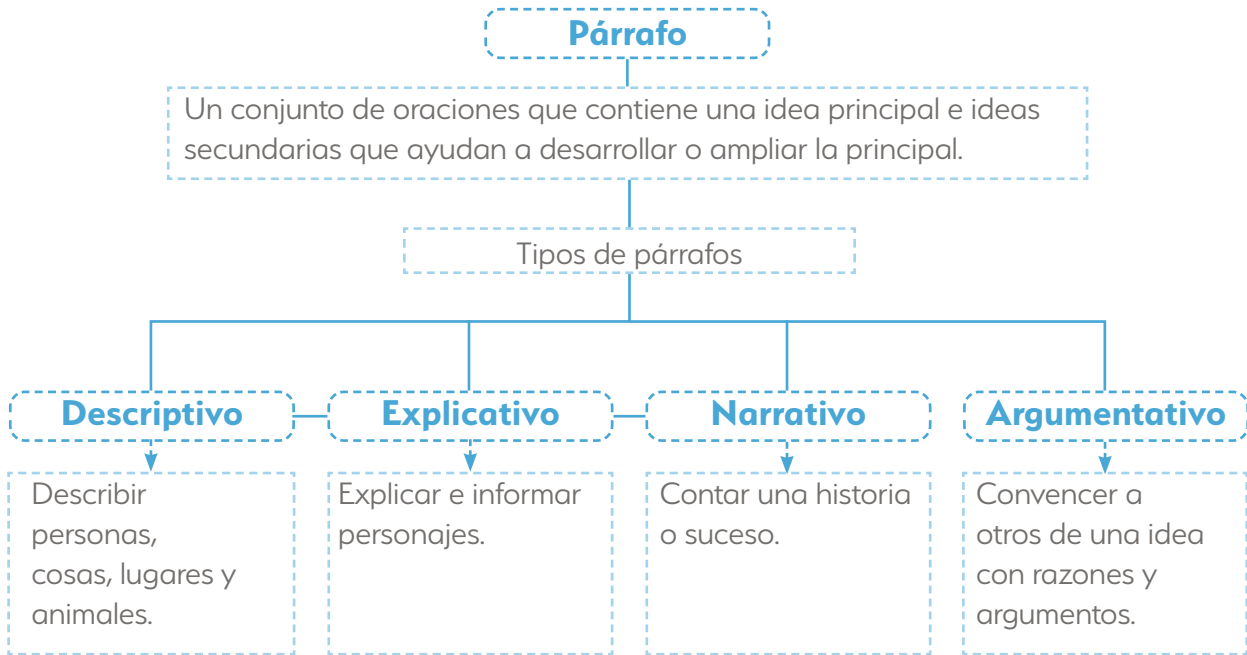 Párrafo
Un conjunto de oraciones que contiene una idea principal e ideas
secundarias que ayudan a desarrollar o ampliar la principal.
Tipos de párrafos
Descriptivo
Explicativo
Narrativo
Argumentativo
Describir
personas,
cosas, lugares y
animales.
Explicar e informar
personajes.
Contar una historia
o suceso.
Convencer a
otros de una idea
con razones y
argumentos.